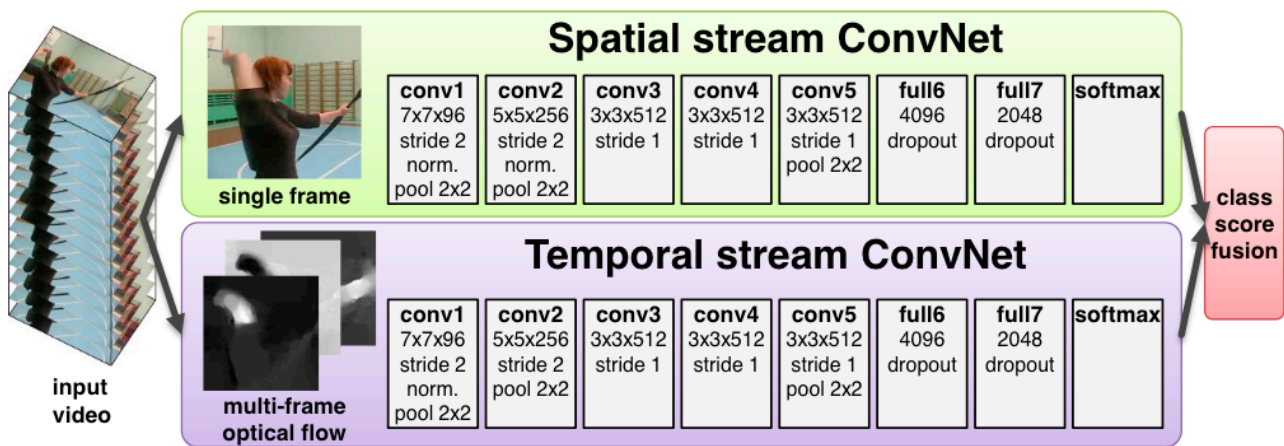 Spatial stream ConvNet
conv1
7x7x96
stride 2
norm.
pool 2x2
conv2
5x5x256
stride 2
norm.
pool 2x2
conv3
3x3x512
stride 1
conv4
3x3x512
stride 1
conv5
3x3x512
stride 1
pool 2x2
full6
4096
dropout
full7
2048
dropout
softmax
single frame
Temporal stream ConvNet
conv1
7x7x96
stride 2
norm.
pool 2x2
conv2
5x5x256
stride 2
pool 2x2
conv3
3x3x512
stride 1
conv4
3x3x512
stride 1
conv5
3x3x512
stride 1
pool 2x2
full6
4096
dropout
full7
2048
dropout
softmax
multi-frame
optical flow
input
video
class
score
fusion